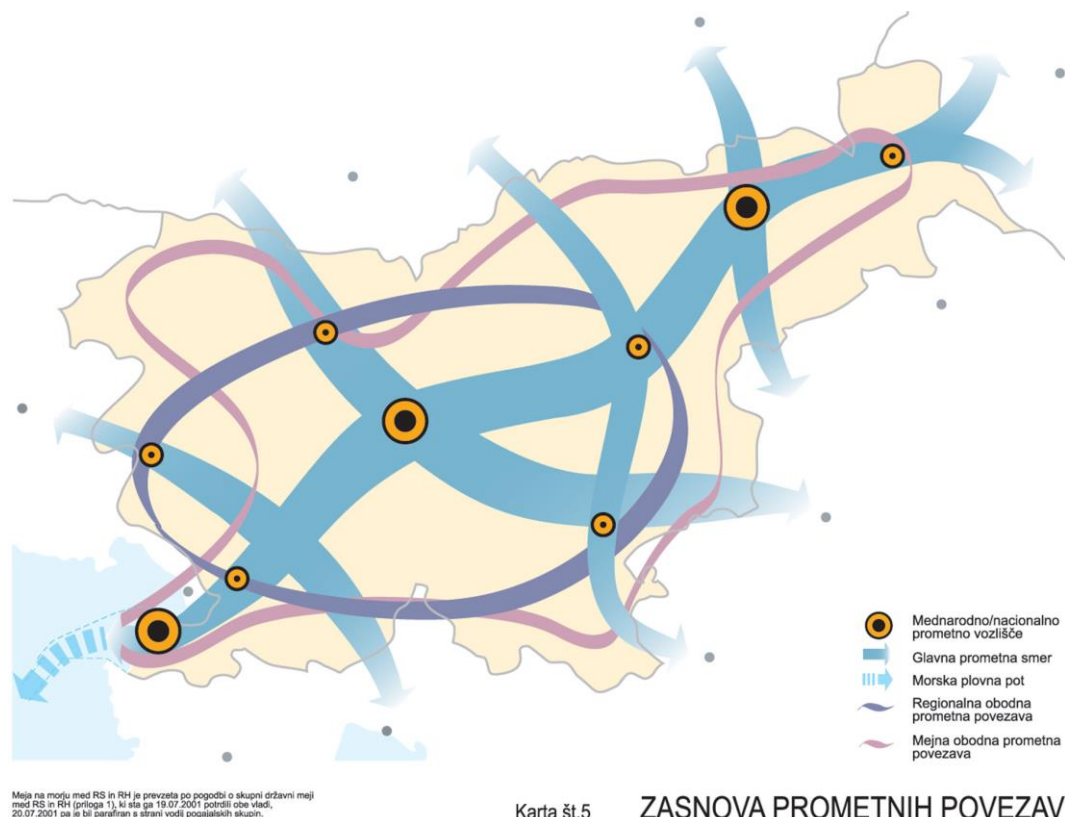 Mednarodno/nacionalno
prometno vozlišče
Glavna prometna smer
Morska plovna pot
Regionalna obodna
prometna povezava
Mejna obodna prometna
povezava
Meja na morju med RS in RH je prevzeta po pogodbi o skupni državni meji
med RS in RH (priloga 1), ki sta ga 19.07.2001 potrdili obe vladi,
20.07.2001 pa je bil parafiran s strani vodij pogajalskih skupin.
Karta št.5
ZASNOVA PROMETNIH POVEZAV